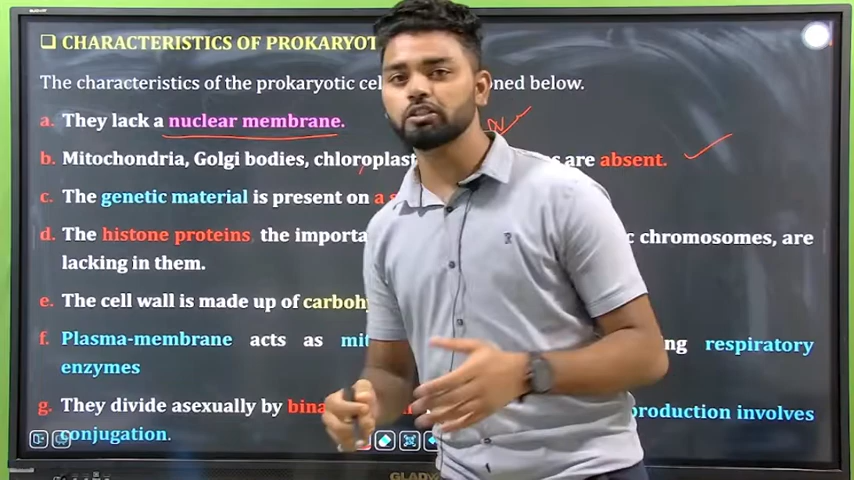 CHARACTERISTICS OF PROKARYOT
The characteristics of the prokaryotic ce oned below.
a. They lack a nuclear membrane.
b. Mitochondria, Golgi bodies, chloroplast s are absent.
c. The genetic material is present on a s
d. The histone proteins the importa c chromosomes, are
lacking in them.
e. The cell wall is made up of carboh
f. Plasma-membrane acts as mit ng respiratory
enzymes
g. They divide asexually by bina production involves
conjugation.